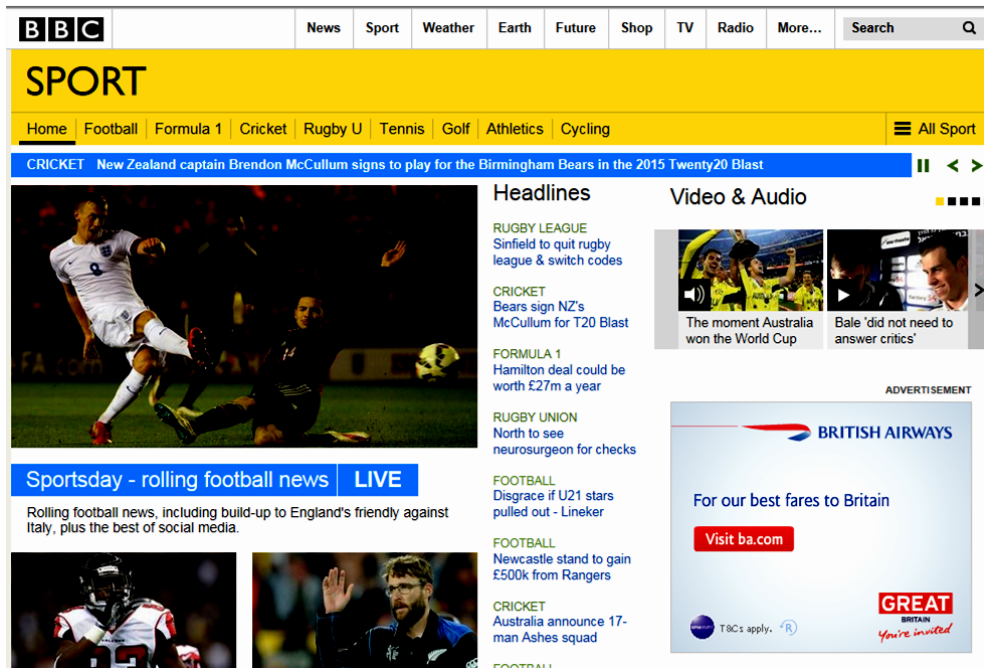 BBC
News Sport Weather Earth Future Shop TV Radio More... Search
SPORT
Home Football Formula 1 Cricket Rugby U Tennis Golf Athletics Cycling All Sport
CRICKET New Zealand captain Brendon McCullum signs to play for the Birmingham Bears in the 2015 Twenty20 Blast
8
14
FA.com
Sportsday - rolling football news LIVE
Rolling football news, including build-up to England's friendly against
Italy, plus the best of social media.
Headlines
RUGBY LEAGUE
Sinfield to quit rugby
league & switch codes
CRICKET
Bears sign NZ's
McCullum for T20 Blast
FORMULA 1
Hamilton deal could be
worth £27m a year
RUGBY UNION
North to see
neurosurgeon for checks
FOOTBALL
Disgrace if U21 stars
pulled out - Lineker
FOOTBALL
Newcastle stand to gain
£500k from Rangers
CRICKET
Australia announce 17-
man Ashes squad
FOOTBALL
Video & Audio
The moment Australia
won the World Cup
Bale 'did not need to
answer critics'
ADVERTISEMENT
BRITISH AIRWAYS
For our best fares to Britain
Visit ba.com
T&Cs apply. R
GREAT
BRITAIN
You're invited